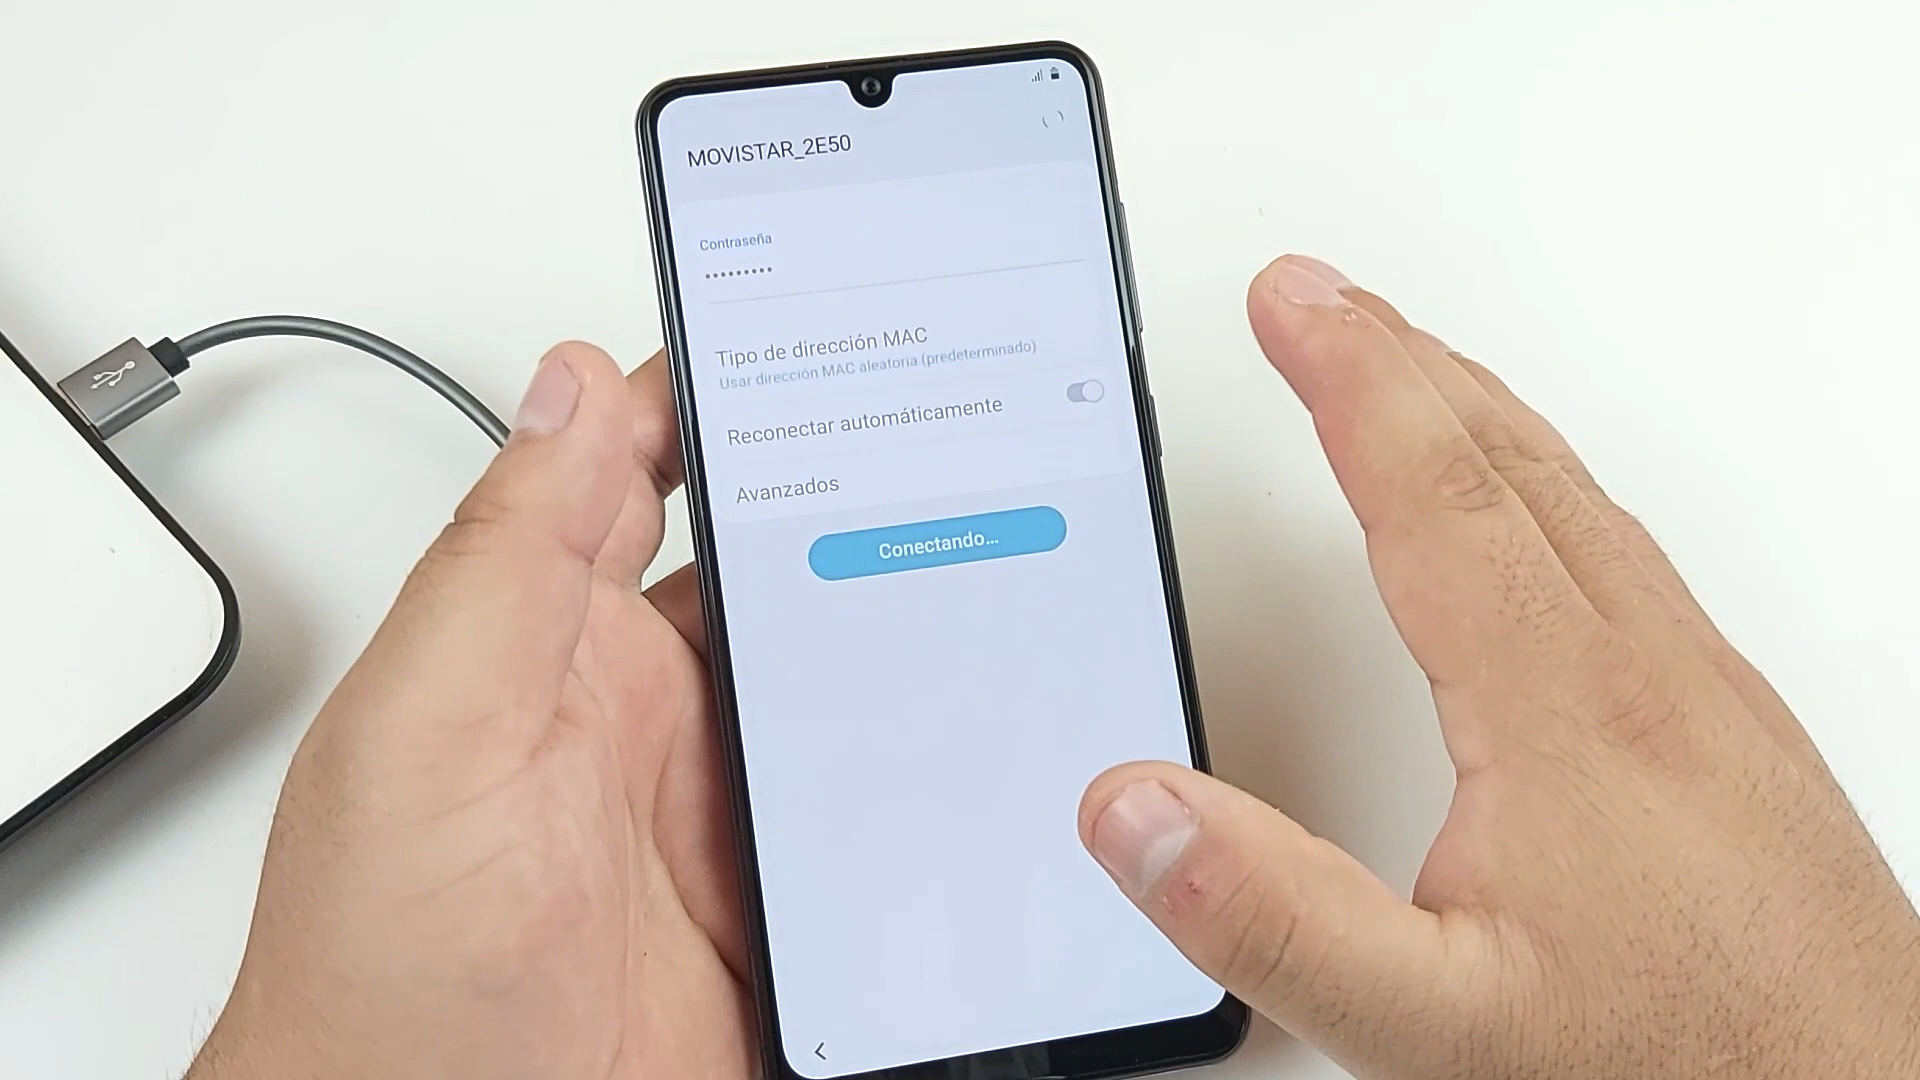 MOVISTAR_2E50
Contraseña
•••••••••
Tipo de dirección MAC
Usar dirección MAC aleatoria (predeterminado)
Reconectar automáticamente
Avanzados
Conectando...